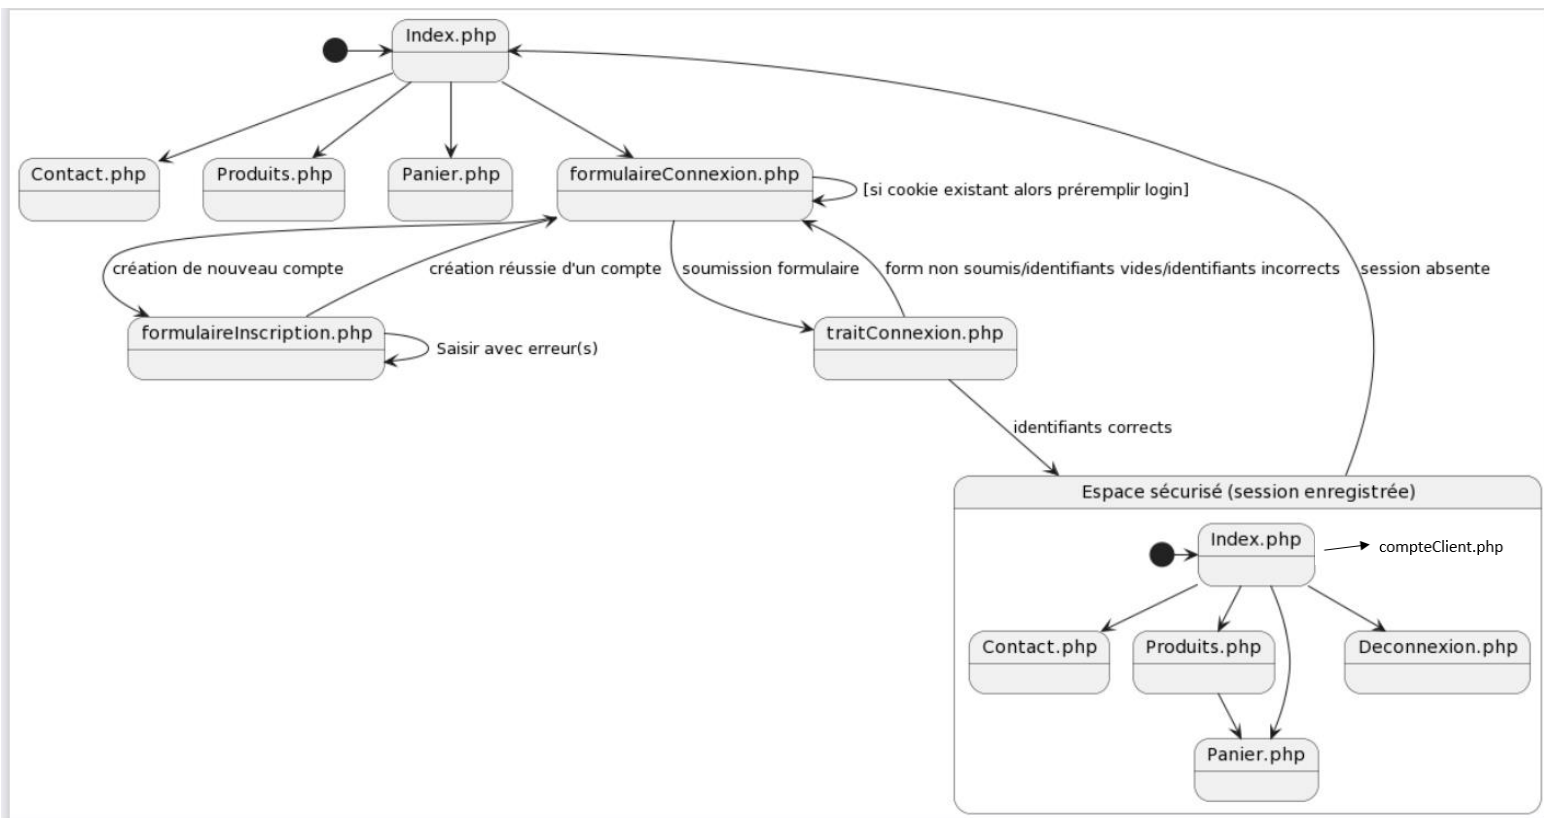 Index.php
Contact.php
Produits.php
Panier.php
formulaireConnexion.php
[si cookie existant alors préremplir login]
création de nouveau compte
création réussie d'un compte
soumission formulaire
form non soumis/identifiants vides/identifiants incorrects
session absente
formulaireInscription.php
Saisir avec erreur(s)
traitConnexion.php
identifiants corrects
Espace sécurisé (session enregistrée)
Index.php
compteClient.php
Contact.php
Produits.php
Deconnexion.php
Panier.php